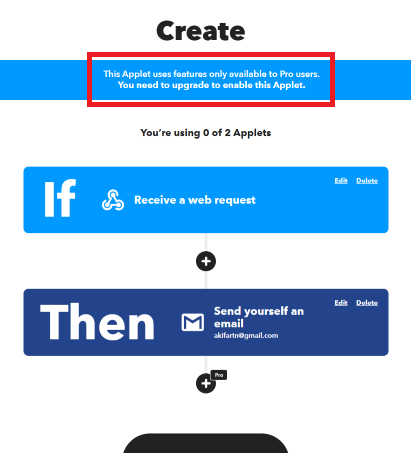 Create
This Applet uses features only available to Pro users.
You need to upgrade to enable this Applet.
You're using 0 of 2 Applets
If
Receive a web request
Edit Delete
Then
Send yourself an
email
akifartn@gmail.com
Edit Delete
Pro